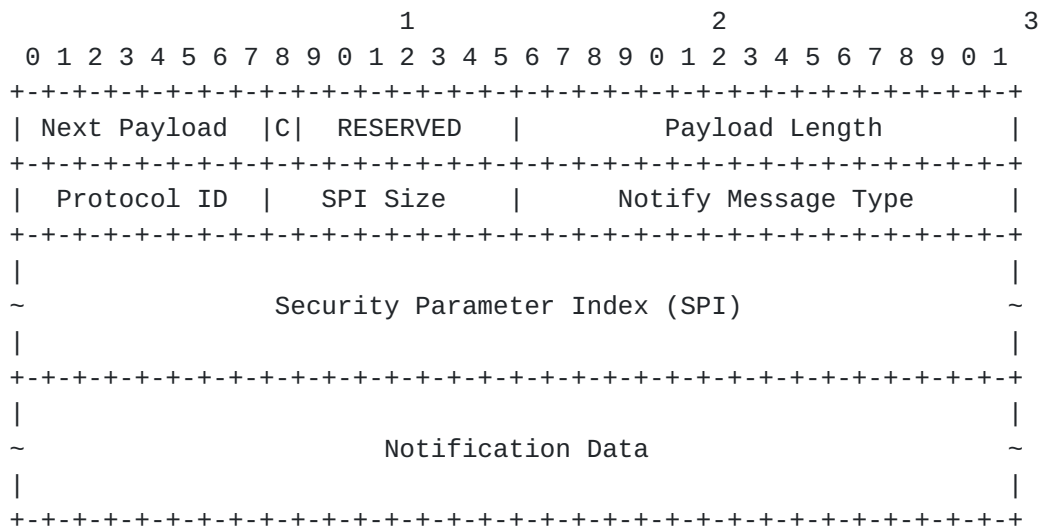 1                   2                   3
 0 1 2 3 4 5 6 7 8 9 0 1 2 3 4 5 6 7 8 9 0 1 2 3 4 5 6 7 8 9 0 1
+-+-+-+-+-+-+-+-+-+-+-+-+-+-+-+-+-+-+-+-+-+-+-+-+-+-+-+-+-+-+-+-+
| Next Payload  |C|  RESERVED   |         Payload Length        |
+-+-+-+-+-+-+-+-+-+-+-+-+-+-+-+-+-+-+-+-+-+-+-+-+-+-+-+-+-+-+-+-+
|  Protocol ID  |   SPI Size    |      Notify Message Type      |
+-+-+-+-+-+-+-+-+-+-+-+-+-+-+-+-+-+-+-+-+-+-+-+-+-+-+-+-+-+-+-+-+
|                                                               |
~                Security Parameter Index (SPI)                 ~
|                                                               |
+-+-+-+-+-+-+-+-+-+-+-+-+-+-+-+-+-+-+-+-+-+-+-+-+-+-+-+-+-+-+-+-+
|                                                               |
~                       Notification Data                       ~
|                                                               |
+-+-+-+-+-+-+-+-+-+-+-+-+-+-+-+-+-+-+-+-+-+-+-+-+-+-+-+-+-+-+-+-+